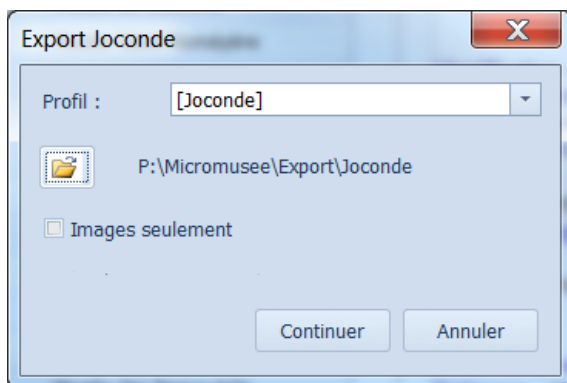 Export Joconde
Profil :
[Joconde]
P:\Micromusee\Export\Joconde
Images seulement
Continuer
Annuler